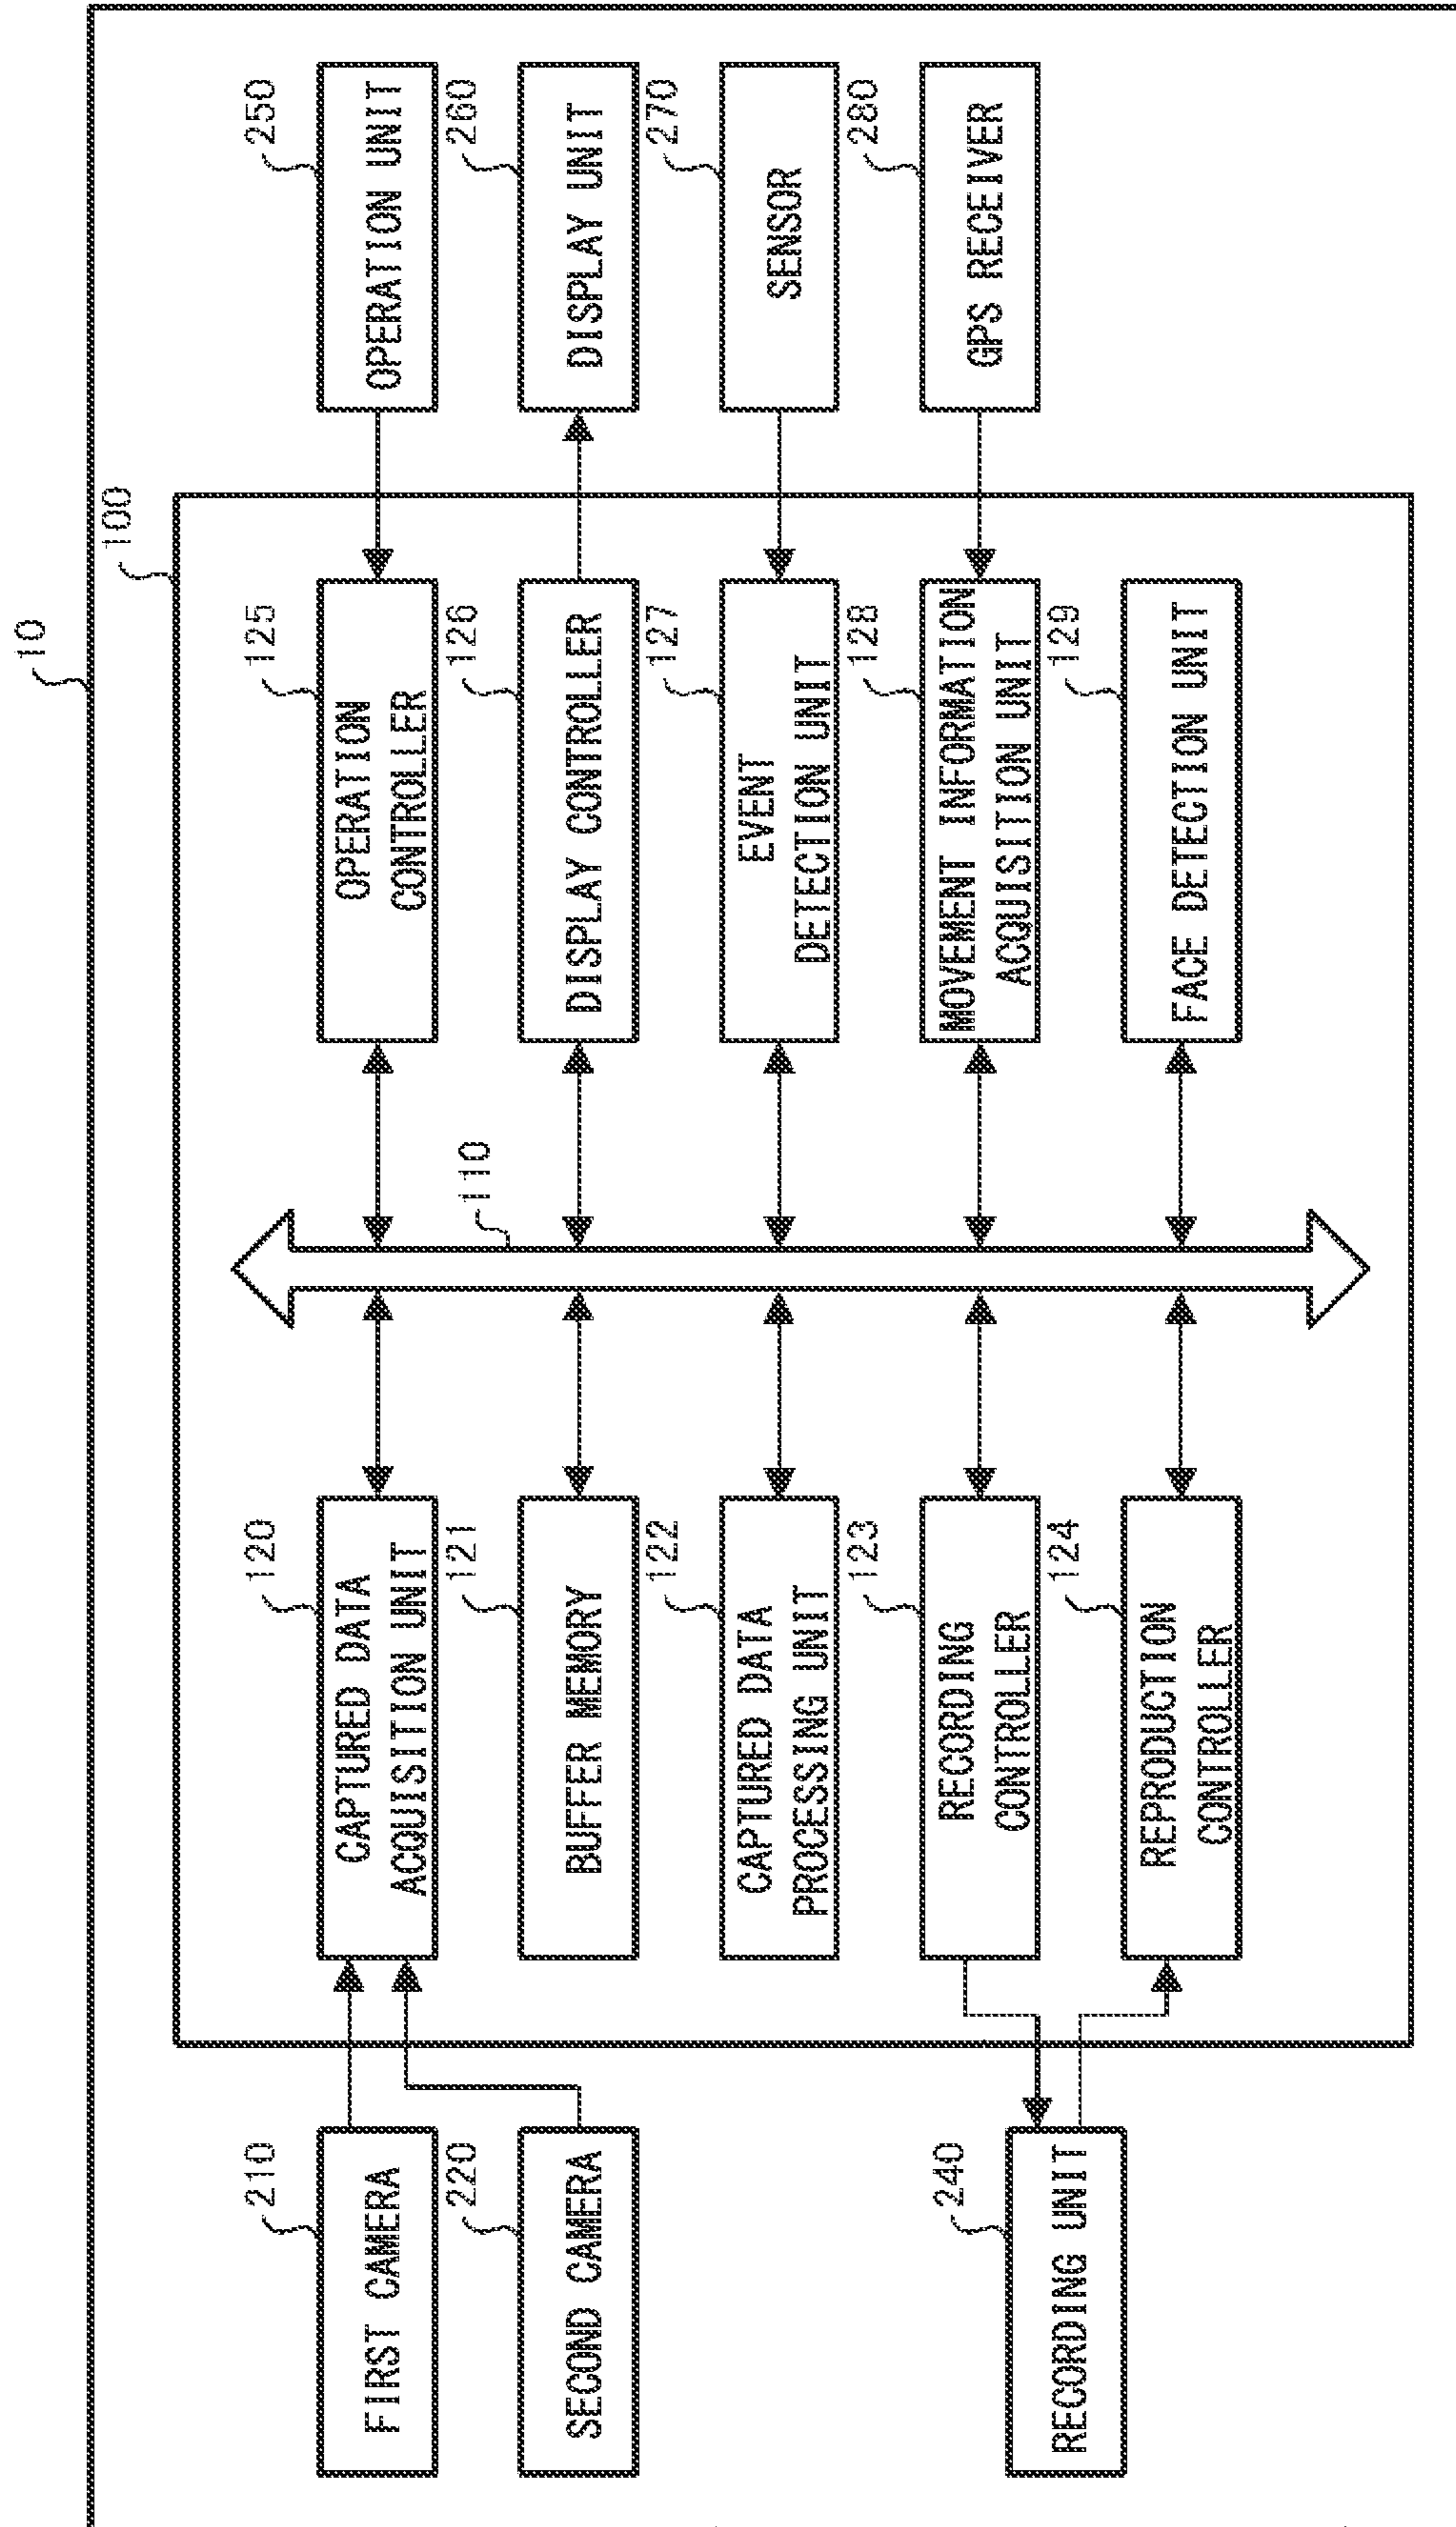 10
100
210
FIRST CAMERA
220
SECOND CAMERA
240
RECORDING UNIT
120
CAPTURED DATA
ACQUISITION UNIT
121
BUFFER MEMORY
122
CAPTURED DATA
PROCESSING UNIT
123
RECORDING
CONTROLLER
124
REPRODUCTION
CONTROLLER
110
125
OPERATION
CONTROLLER
126
DISPLAY CONTROLLER
127
EVENT
DETECTION UNIT
128
MOVEMENT INFORMATION
ACQUISITION UNIT
129
FACE DETECTION UNIT
250
OPERATION UNIT
260
DISPLAY UNIT
270
SENSOR
280
GPS RECEIVER